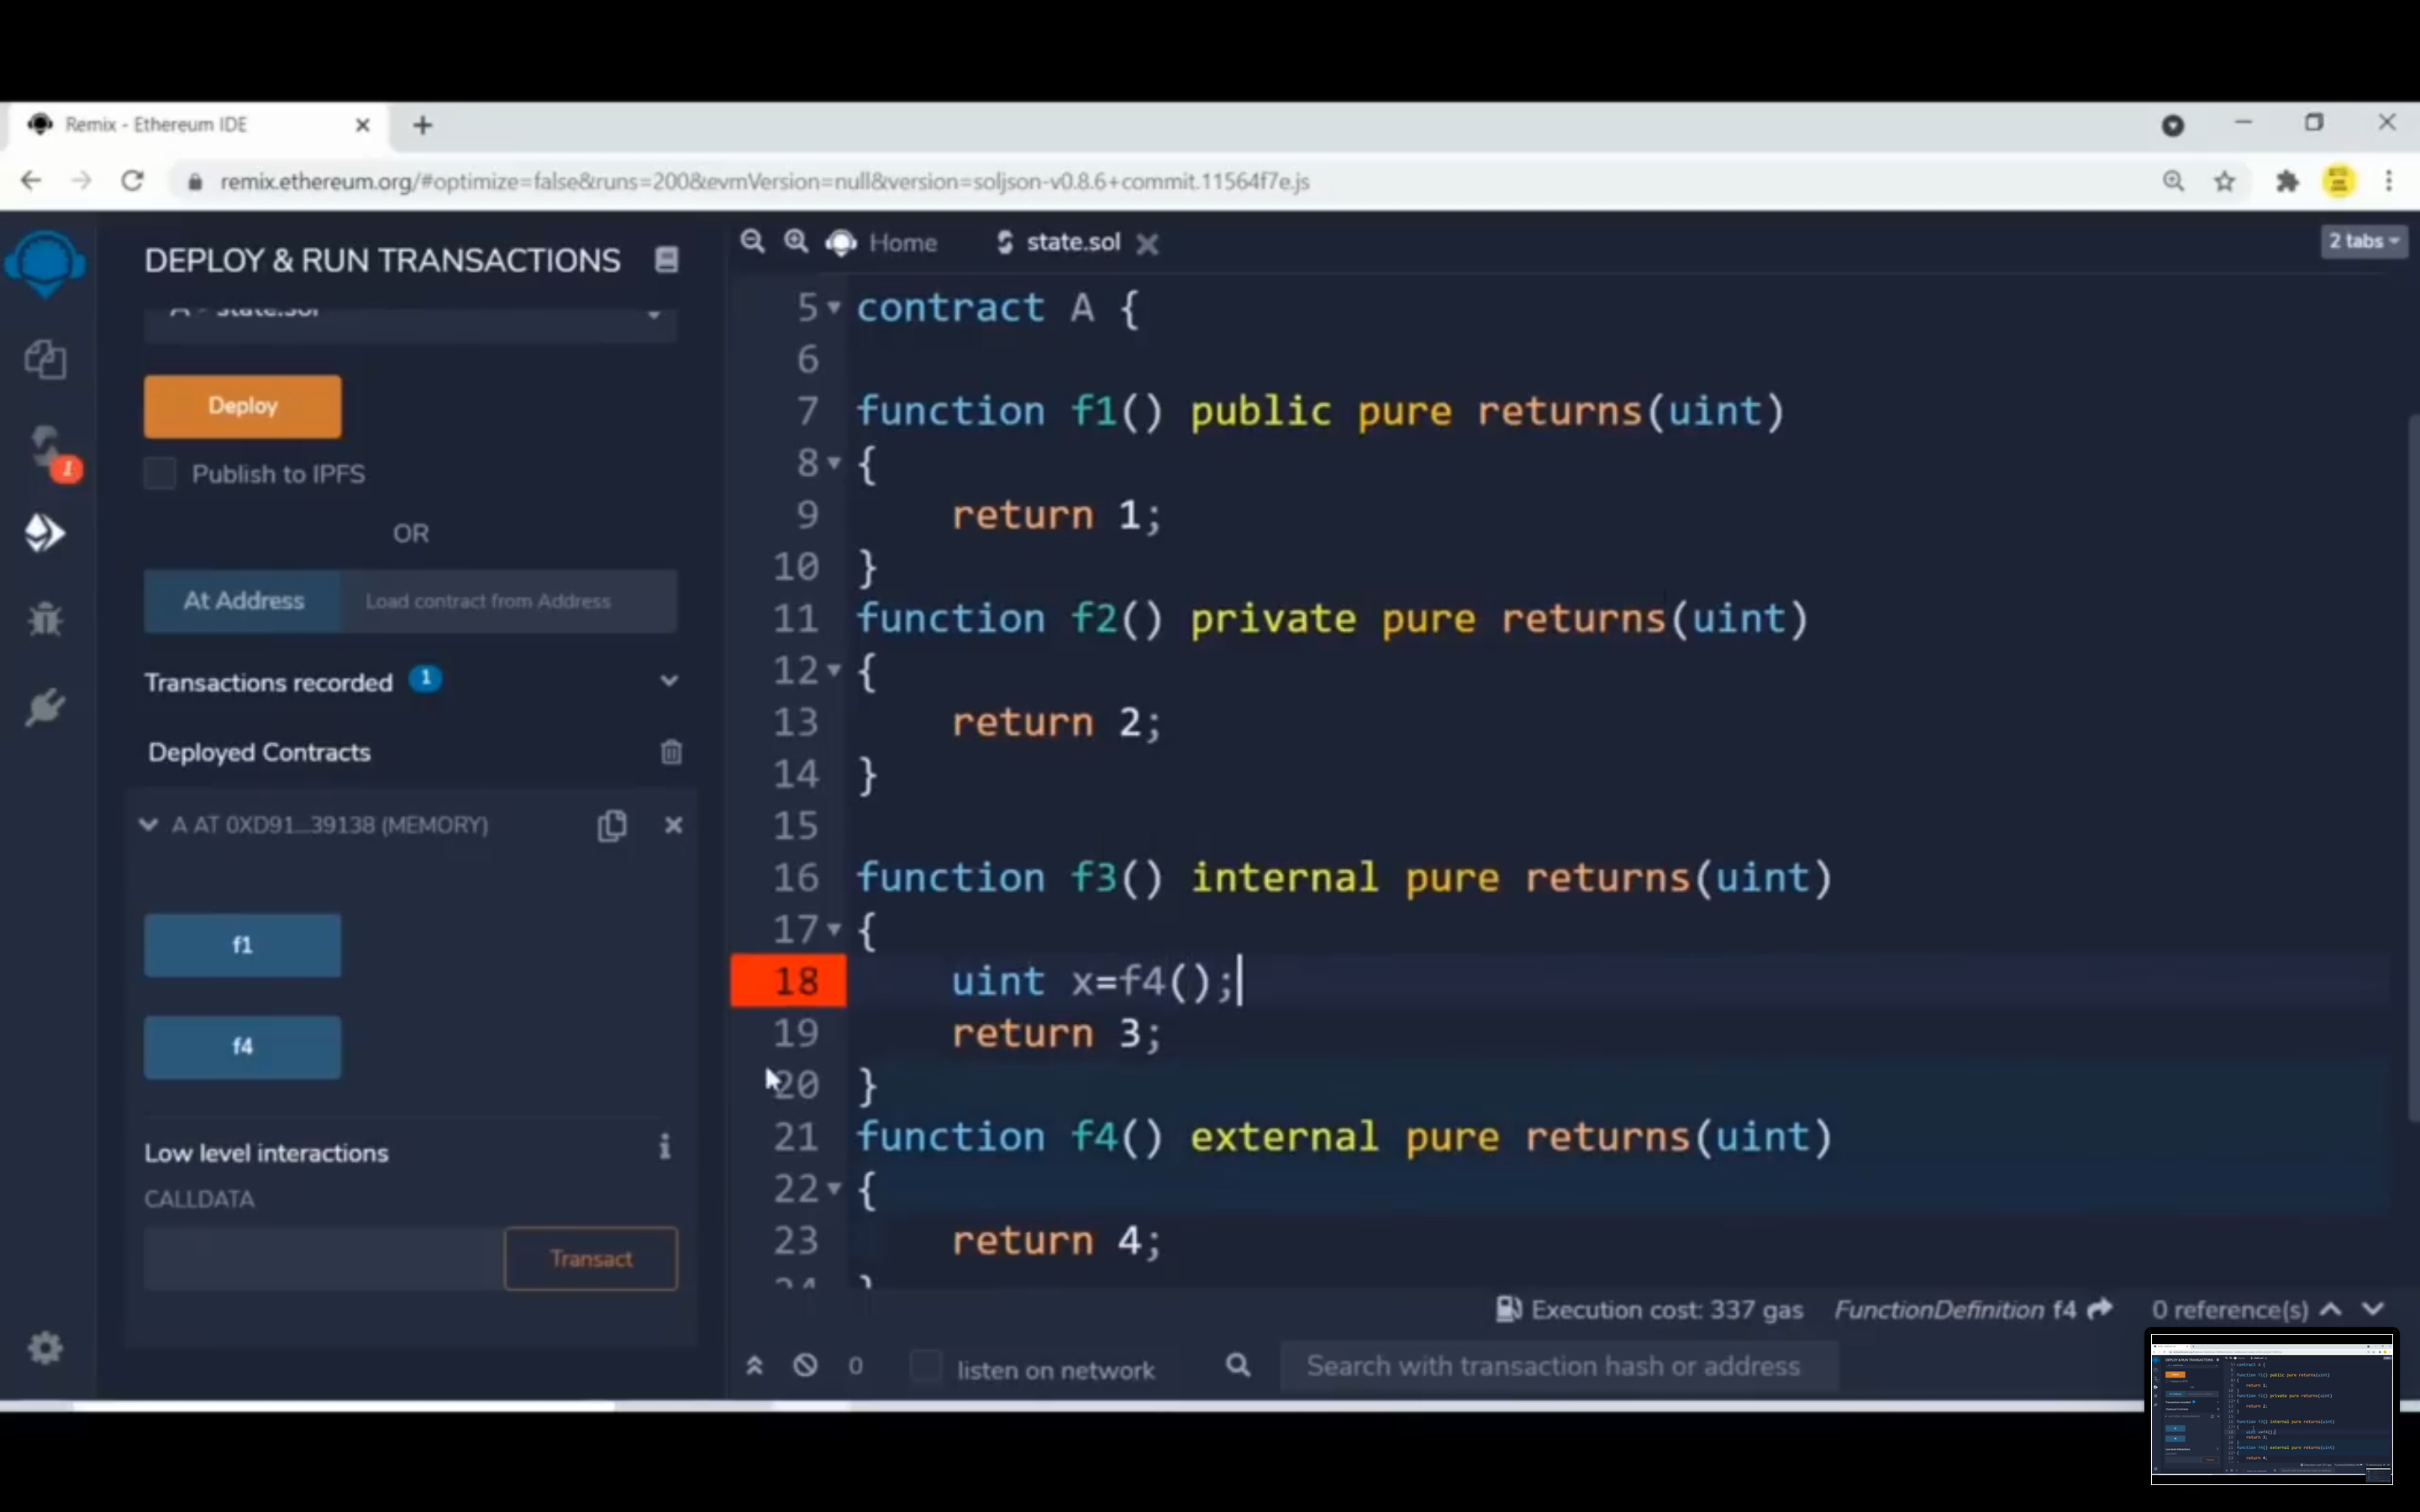 Remix - Ethereum IDE
remix.ethereum.org/#optimize=false&runs=200&evmVersion=null&version=soljson-v0.8.6+commit.11564f7e.js
DEPLOY & RUN TRANSACTIONS
A - state.sol
Deploy
Publish to IPFS
OR
At Address Load contract from Address
Transactions recorded 1
Deployed Contracts
A AT 0XD91...39138 (MEMORY)
f1
f4
Low level interactions i
CALLDATA
Transact
1
Home state.sol 2 tabs
5 contract A {
6
7 function f1() public pure returns(uint)
8 {
9 return 1;
10 }
11 function f2() private pure returns(uint)
12 {
13 return 2;
14 }
15
16 function f3() internal pure returns(uint)
17 {
18 uint x=f4();
19 return 3;
20 }
21 function f4() external pure returns(uint)
22 {
23 return 4;
24 }
Execution cost: 337 gas FunctionDefinition f4 0 reference(s)
0 listen on network Search with transaction hash or address